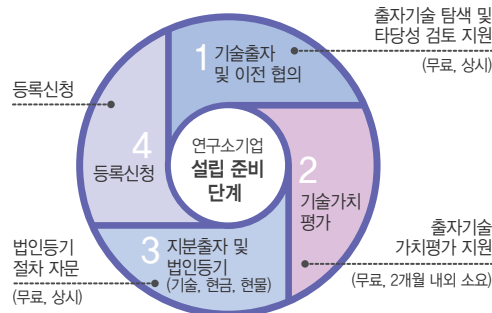 출자기술 탐색 및
타당성 검토 지원
(무료, 상시)
1 기술출자
및 이전 협의
등록신청
4
등록신청
연구소기업
설립 준비
단계
2
기술가치
평가
3 지분출자 및
법인등기
(기술, 현금, 현물)
법인등기
절차 자문
(무료, 상시)
출자기술
가치평가 지원
(무료, 2개월 내외 소요)